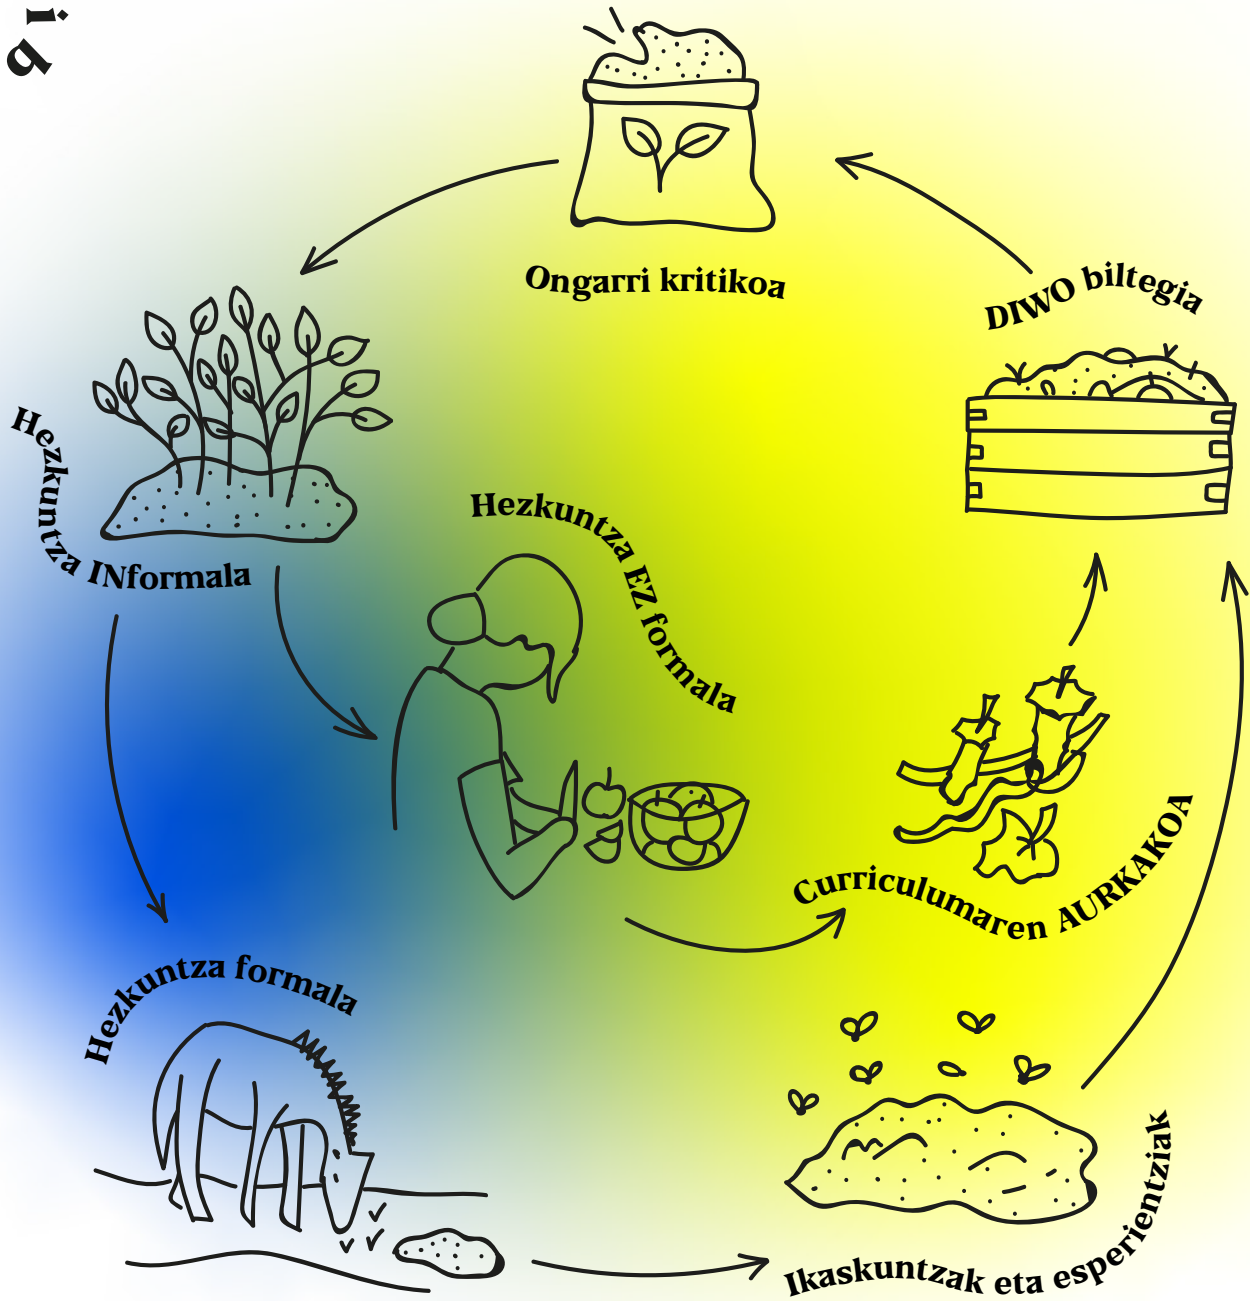 Ongarri kritikoa
DIWO biltegia
Hezkuntza INformala
Hezkuntza EZ formala
Curriculumaren AURKAKOA
Hezkuntza formala
Ikaskuntzak eta esperientziak